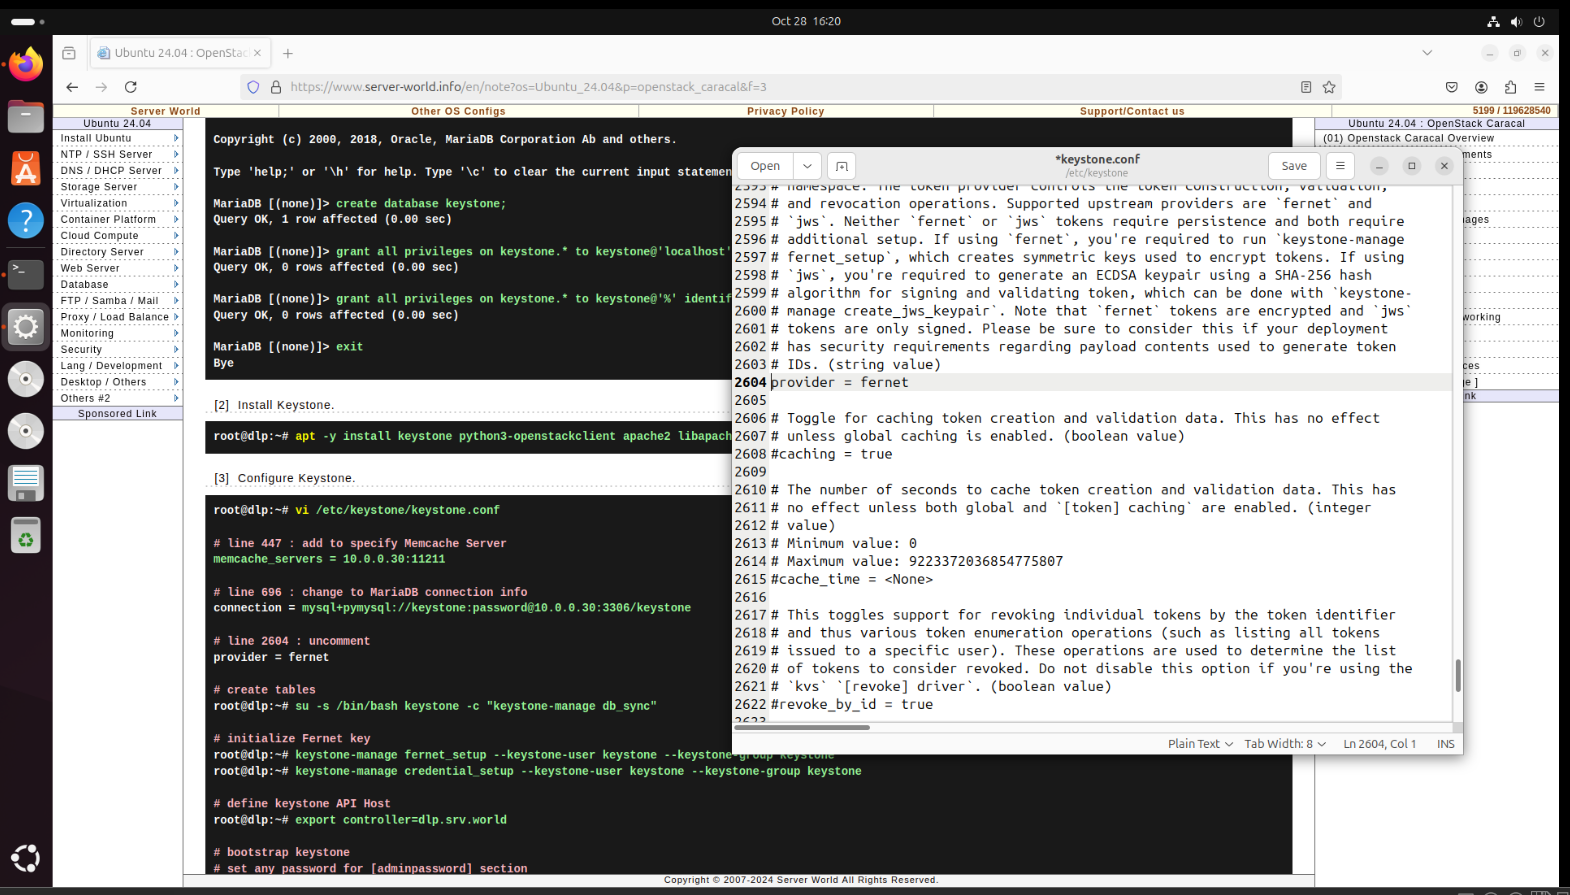 Oct 28  16:20
Ubuntu 24.04 : OpenStac
https://www.server-world.info/en/note?os=Ubuntu_24.04&p=openstack_caracal&f=3
Server World
Other OS Configs
Privacy Policy
Support/Contact us
5199 / 119628540
Ubuntu 24.04
Install Ubuntu
NTP / SSH Server
DNS / DHCP Server
Storage Server
Virtualization
Container Platform
Cloud Compute
Directory Server
Web Server
Database
FTP / Samba / Mail
Proxy / Load Balance
Monitoring
Security
Lang / Development
Desktop / Others
Others #2
Sponsored Link
Copyright (c) 2000, 2018, Oracle, MariaDB Corporation Ab and others.
Type 'help;' or '\h' for help. Type '\c' to clear the current input statemen
MariaDB [(none)]> create database keystone;
Query OK, 1 row affected (0.00 sec)
MariaDB [(none)]> grant all privileges on keystone.* to keystone@'localhost'
Query OK, 0 rows affected (0.00 sec)
MariaDB [(none)]> grant all privileges on keystone.* to keystone@'%' identif
Query OK, 0 rows affected (0.00 sec)
MariaDB [(none)]> exit
Bye
[2] Install Keystone.
root@dlp:~# apt -y install keystone python3-openstackclient apache2 libapach
[3] Configure Keystone.
root@dlp:~# vi /etc/keystone/keystone.conf
# line 447 : add to specify Memcache Server
memcache_servers = 10.0.0.30:11211
# line 696 : change to MariaDB connection info
connection = mysql+pymysql://keystone:password@10.0.0.30:3306/keystone
# line 2604 : uncomment
provider = fernet
# create tables
root@dlp:~# su -s /bin/bash keystone -c "keystone-manage db_sync"
# initialize Fernet key
root@dlp:~# keystone-manage fernet_setup --keystone-user keystone --keystone-group keystone
root@dlp:~# keystone-manage credential_setup --keystone-user keystone --keystone-group keystone
# define keystone API Host
root@dlp:~# export controller=dlp.srv.world
# bootstrap keystone
# set any password for [adminpassword] section
Copyright © 2007-2024 Server World All Rights Reserved.
Ubuntu 24.04 : OpenStack Caracal
(01) Openstack Caracal Overview
ments
ages
working
ces
ge ]
nk
Open
*keystone.conf
/etc/keystone
Save
2593 # namespace. The token provider controls the token construction, validation,
2594 # and revocation operations. Supported upstream providers are `fernet` and
2595 # `jws`. Neither `fernet` or `jws` tokens require persistence and both require
2596 # additional setup. If using `fernet`, you're required to run `keystone-manage
2597 # fernet_setup`, which creates symmetric keys used to encrypt tokens. If using
2598 # `jws`, you're required to generate an ECDSA keypair using a SHA-256 hash
2599 # algorithm for signing and validating token, which can be done with `keystone-
2600 # manage create_jws_keypair`. Note that `fernet` tokens are encrypted and `jws`
2601 # tokens are only signed. Please be sure to consider this if your deployment
2602 # has security requirements regarding payload contents used to generate token
2603 # IDs. (string value)
2604 provider = fernet
2605
2606 # Toggle for caching token creation and validation data. This has no effect
2607 # unless global caching is enabled. (boolean value)
2608 #caching = true
2609
2610 # The number of seconds to cache token creation and validation data. This has
2611 # no effect unless both global and `[token] caching` are enabled. (integer
2612 # value)
2613 # Minimum value: 0
2614 # Maximum value: 9223372036854775807
2615 #cache_time = <None>
2616
2617 # This toggles support for revoking individual tokens by the token identifier
2618 # and thus various token enumeration operations (such as listing all tokens
2619 # issued to a specific user). These operations are used to determine the list
2620 # of tokens to consider revoked. Do not disable this option if you're using the
2621 # `kvs` `[revoke] driver`. (boolean value)
2622 #revoke_by_id = true
2623
Plain Text
Tab Width: 8
Ln 2604, Col 1
INS